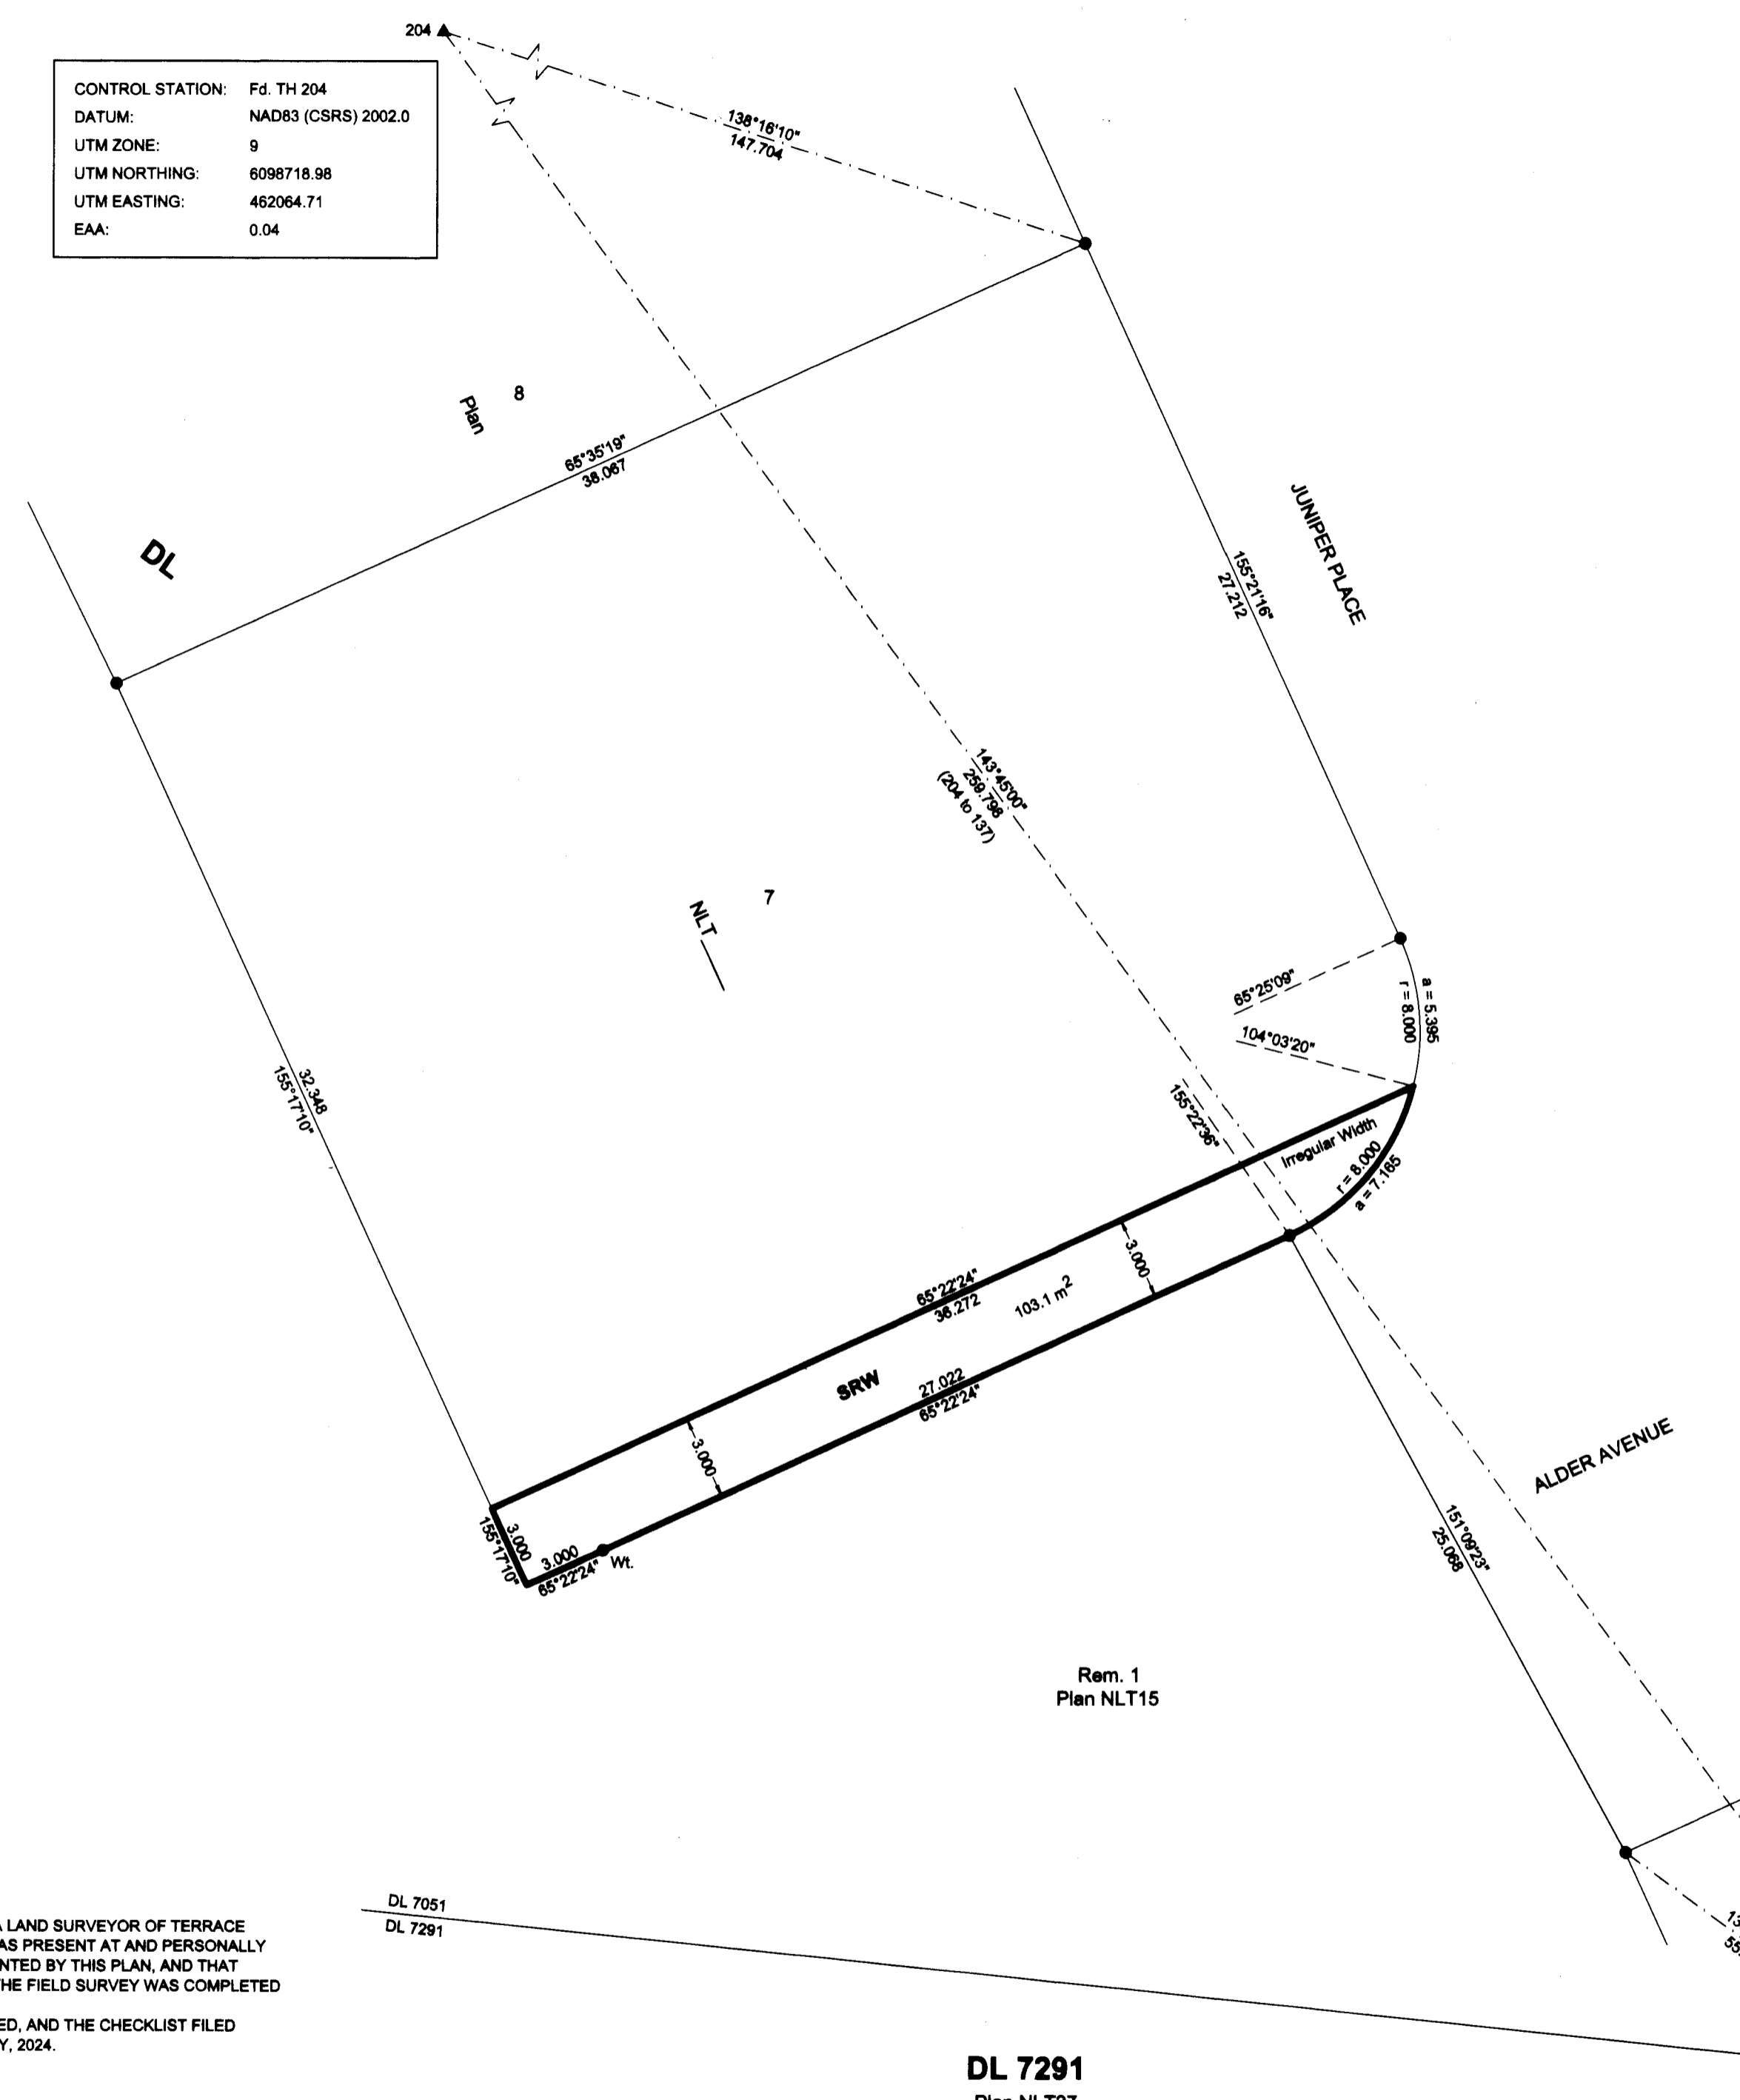 204
CONTROL STATION: Fd. TH 204
DATUM: NAD83 (CSRS) 2002.0
UTM ZONE: 9
UTM NORTHING: 6098718.98
UTM EASTING: 462064.71
EAA: 0.04
138°16'10"
147.704
Plan
8
65°35'19"
38.067
DL
JUNIPER PLACE
155°21'16"
27.212
143°45'00"
259.798
(204 to 137)
7
NLT
65°25'09"
a = 5.395
r = 8.000
104°03'20"
32.348
155°17'10"
155°22'36"
Irregular Width
r = 8.000
a = 7.165
3.000
65°22'24"
36.272
103.1 m2
SRW
27.022
65°22'24"
3.000
ALDER AVENUE
3.000
155°17'10"
3.000
65°22'24"
Wt.
151°09'23"
25.068
Rem. 1
Plan NLT15
DL 7051
DL 7291
LAND SURVEYOR OF TERRACE
AS PRESENT AT AND PERSONALLY
NTED BY THIS PLAN, AND THAT
HE FIELD SURVEY WAS COMPLETED
ED, AND THE CHECKLIST FILED
Y, 2024.
DL 7291